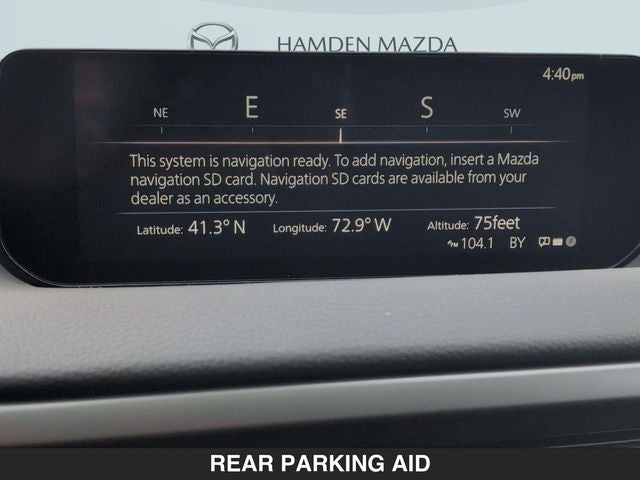 HAMDEN MAZDA
4:40pm
NE E SE S SW
This system is navigation ready. To add navigation, insert a Mazda
navigation SD card. Navigation SD cards are available from your
dealer as an accessory.
Latitude: 41.3° N Longitude: 72.9° W Altitude: 75feet
FM 104.1 BY
REAR PARKING AID